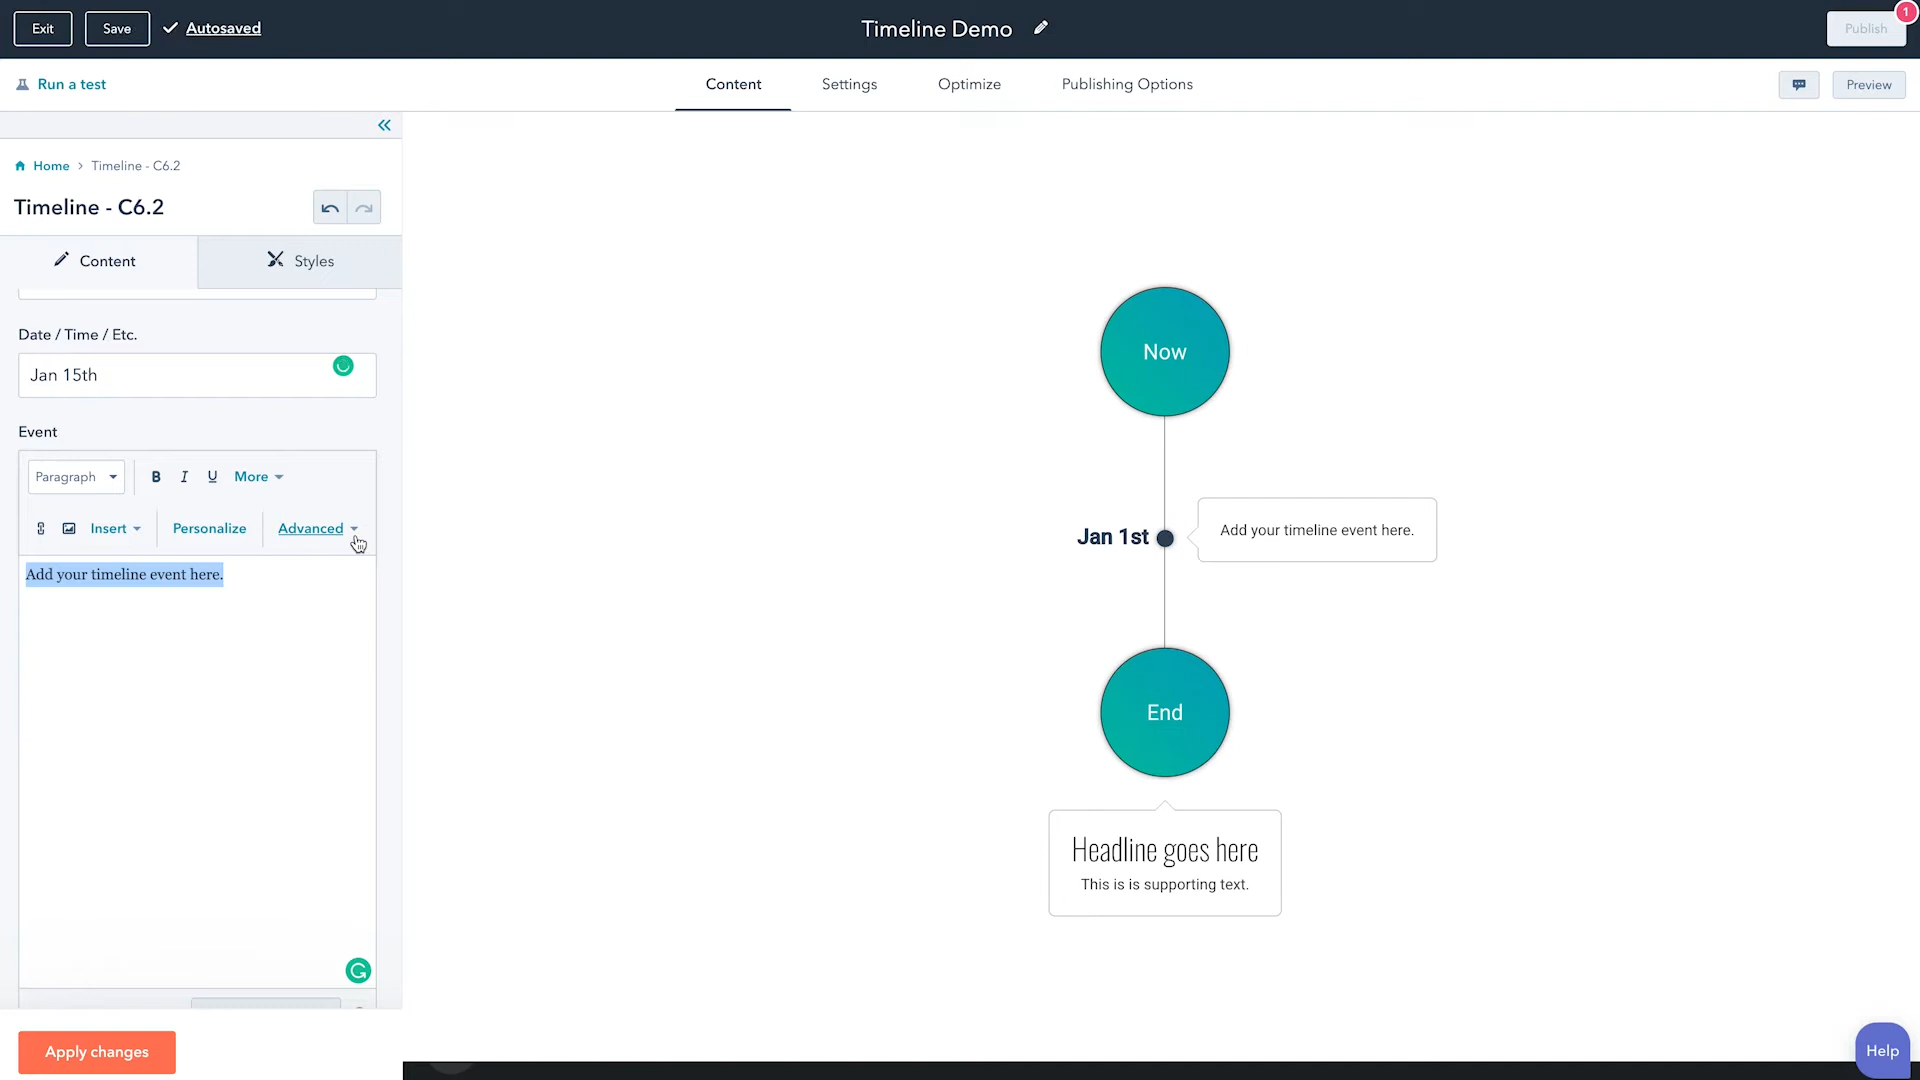 Exit
Save
Autosaved
Timeline Demo
Publish
1
Run a test
Content
Settings
Optimize
Publishing Options
Preview
Home
Timeline - C6.2
Timeline - C6.2
Content
Styles
Date / Time / Etc.
Jan 15th
Event
Paragraph
B
I
U
More
Insert
Personalize
Advanced
Add your timeline event here.
Apply changes
Now
Jan 1st
Add your timeline event here.
End
Headline goes here
This is is supporting text.
Help